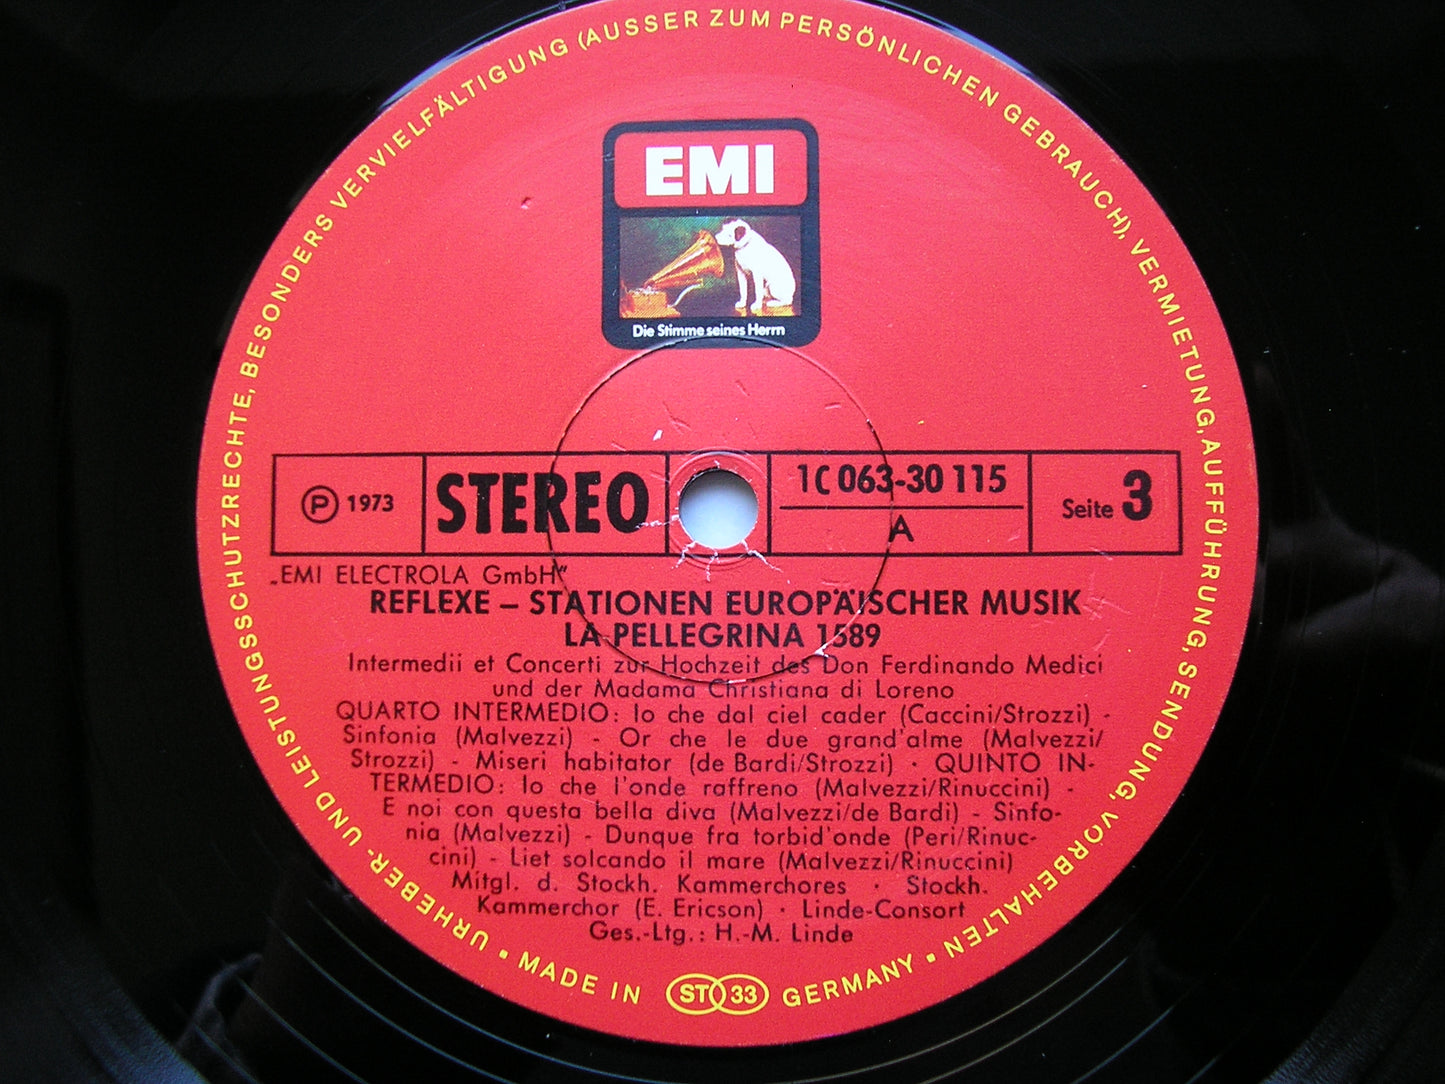 URHEBER- UND LEISTUNGSSCHUTZRECHTE, BESONDERS VERVIELFÄLTIGUNG (AUSSER ZUM PERSÖNLICHEN GEBRAUCH), VERMIETUNG, AUFFÜHRUNG, SENDUNG, VORBEHALTEN
EMI
Die Stimme seines Herrn
Ⓟ 1973
STEREO
1C 063-30 115
A
Seite 3
„EMI ELECTROLA GmbH"
REFLEXE – STATIONEN EUROPÄISCHER MUSIK
LA PELLEGRINA 1589
Intermedii et Concerti zur Hochzeit des Don Ferdinando Medici
und der Madama Christiana di Loreno
QUARTO INTERMEDIO: Io che dal ciel cader (Caccini/Strozzi) -
Sinfonia (Malvezzi) - Or che le due grand'alme (Malvezzi/
Strozzi) - Miseri habitator (de Bardi/Strozzi) · QUINTO IN-
TERMEDIO: Io che l'onde raffreno (Malvezzi/Rinuccini) -
E noi con questa bella diva (Malvezzi/de Bardi) - Sinfo-
nia (Malvezzi) - Dunque fra torbid'onde (Peri/Rinuc-
cini) - Liet solcando il mare (Malvezzi/Rinuccini)
Mitgl. d. Stockh. Kammerchores · Stockh.
Kammerchor (E. Ericson) · Linde-Consort
Ges.-Ltg.: H.-M. Linde
• MADE IN ST 33 GERMANY •